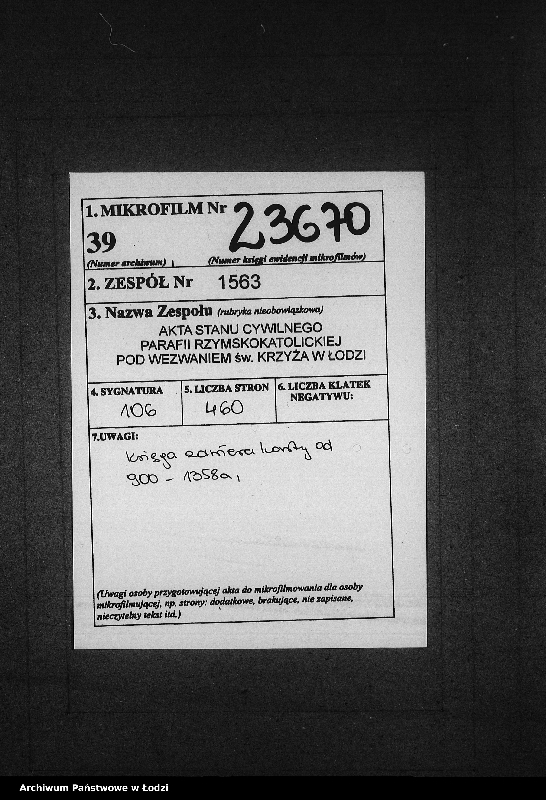 1. MIKROFILM Nr 23670
39
(Numer archiwum) (Numer księgi ewidencji mikrofilmów)
2. ZESPÓŁ Nr 1563
3. Nazwa Zespołu (rubryka nieobowiązkowa)
AKTA STANU CYWILNEGO
PARAFII RZYMSKOKATOLICKIEJ
POD WEZWANIEM ŚW. KRZYŻA W ŁODZI
4. SYGNATURA 5. LICZBA STRON 6. LICZBA KLATEK
NEGATYWU:
106 460
7.UWAGI:
księga zawiera karty od
900 - 1358a,
(Uwagi osoby przygotowującej akta do mikrofilmowania dla osoby
mikrofilmującej, np. strony: dodatkowe, brakujące, nie zapisane,
nieczytelny tekst itd.)
Archiwum Państwowe w Łodzi